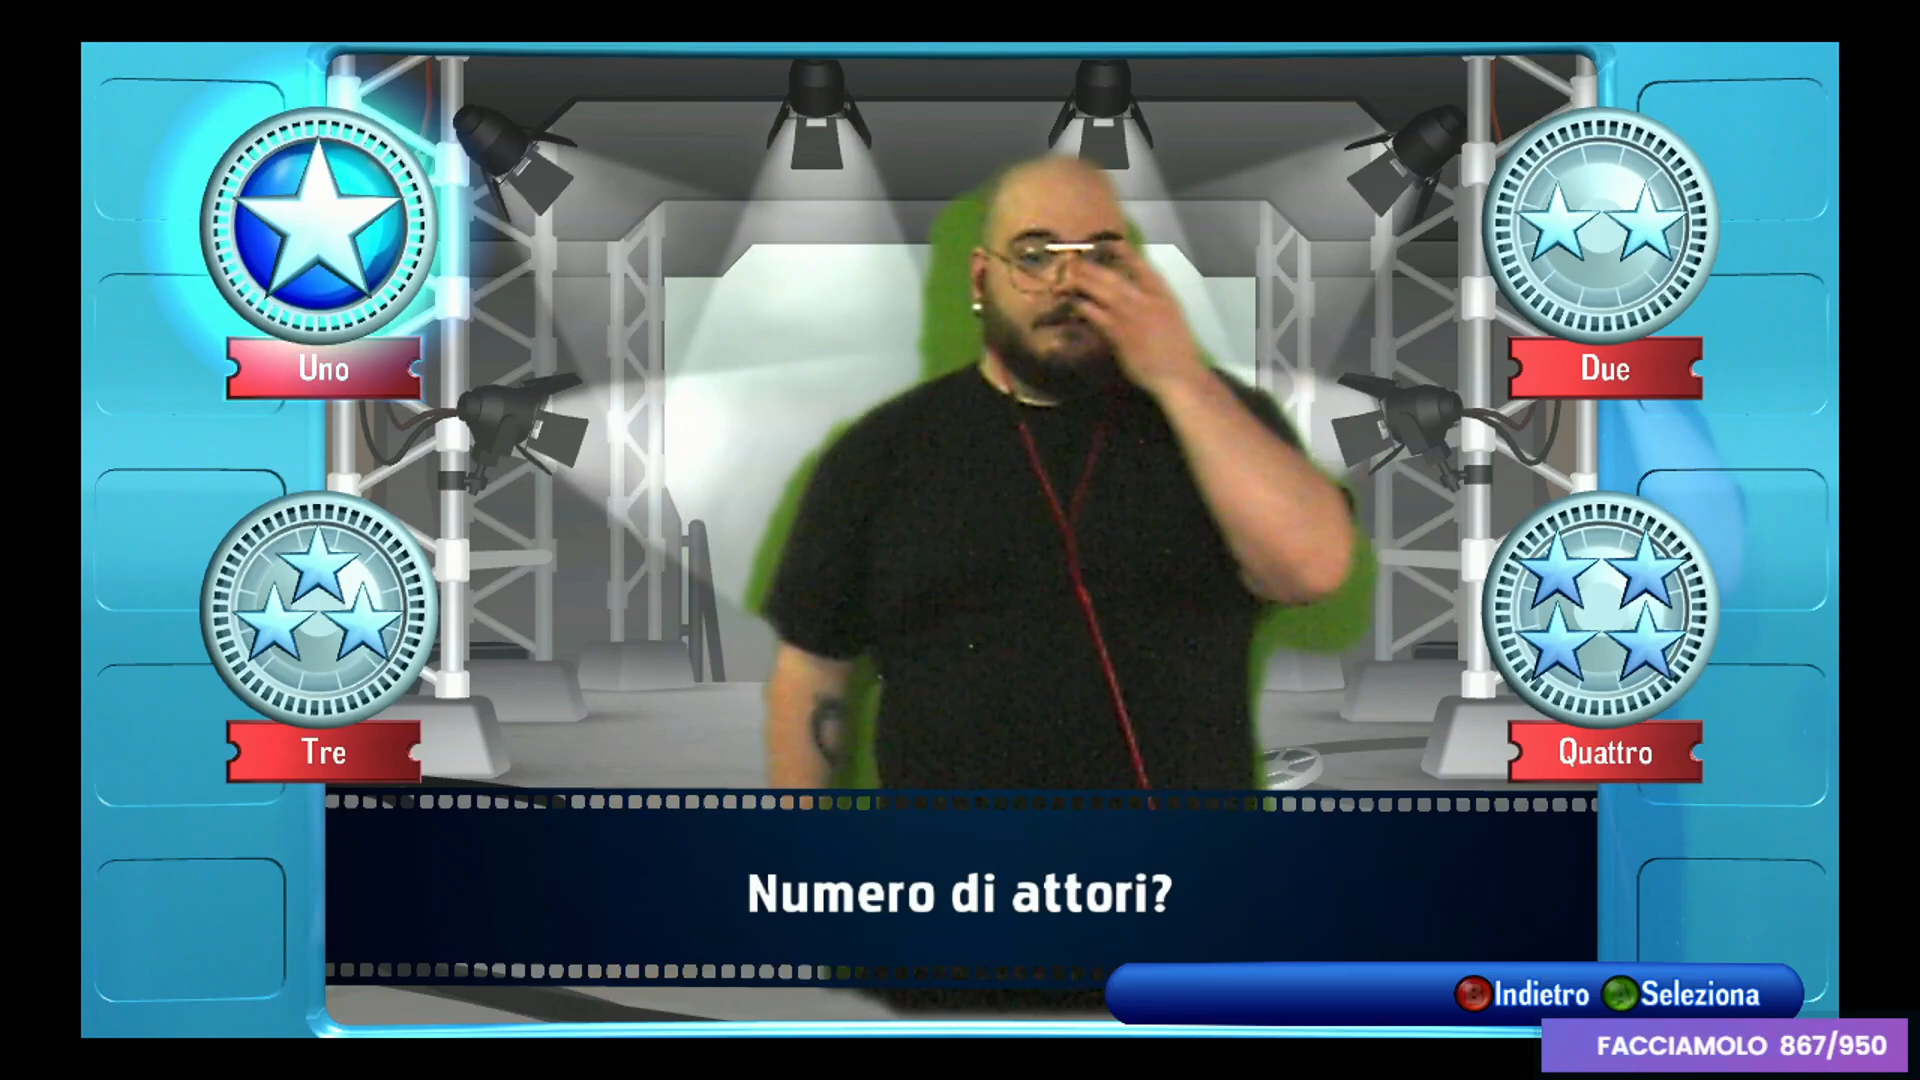 Uno
Due
Tre
Quattro
Numero di attori?
B Indietro A Seleziona
FACCIAMOLO 867/950